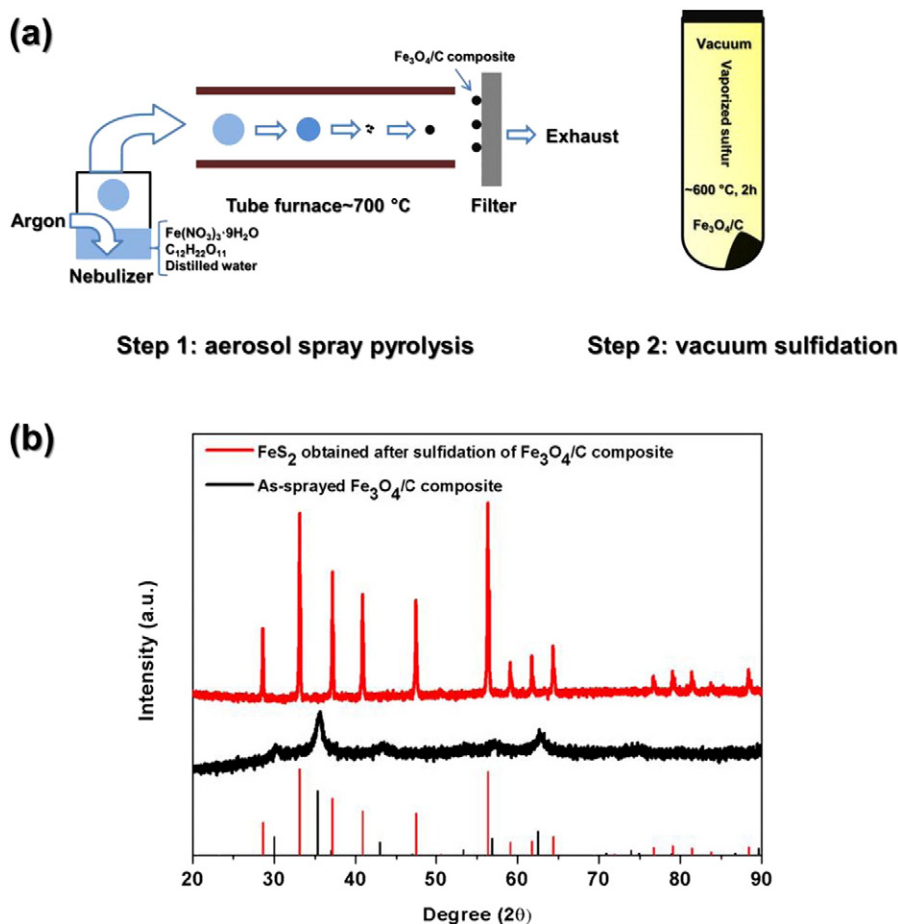 (a)
Fe₃O₄/C composite
Argon
Fe(NO₃)₃·9H₂O
C₁₂H₂₂O₁₁
Distilled water
Nebulizer
Tube furnace~700 °C
Filter
Exhaust
Vacuum
Vaporized sulfur
~600 °C, 2h
Fe₃O₄/C
Step 1: aerosol spray pyrolysis
Step 2: vacuum sulfidation
(b)
FeS₂ obtained after sulfidation of Fe₃O₄/C composite
As-sprayed Fe₃O₄/C composite
Intensity (a.u.)
20 30 40 50 60 70 80 90
Degree (2θ)